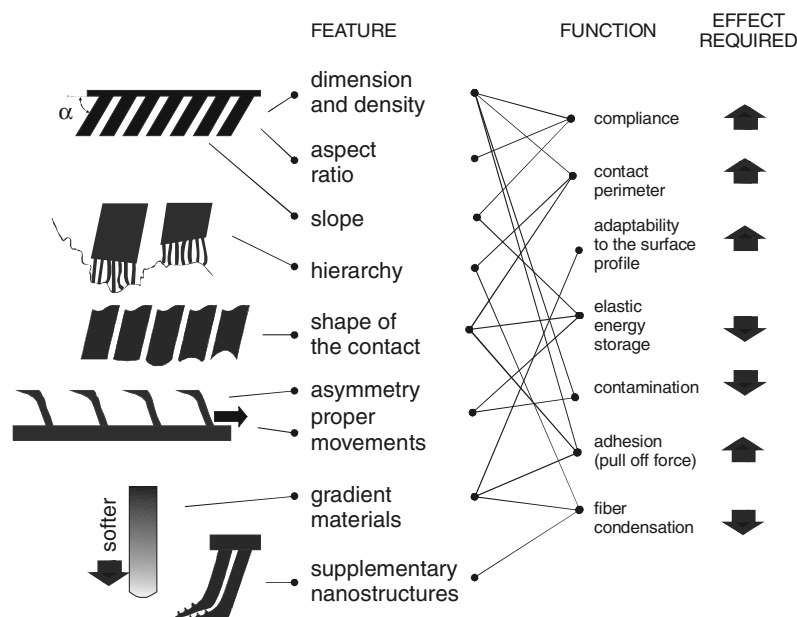 FEATURE
FUNCTION
EFFECT
REQUIRED
dimension
and density
α
aspect
ratio
slope
hierarchy
shape of
the contact
asymmetry
proper
movements
gradient
materials
softer
supplementary
nanostructures
compliance
contact
perimeter
adaptability
to the surface
profile
elastic
energy
storage
contamination
adhesion
(pull off force)
fiber
condensation